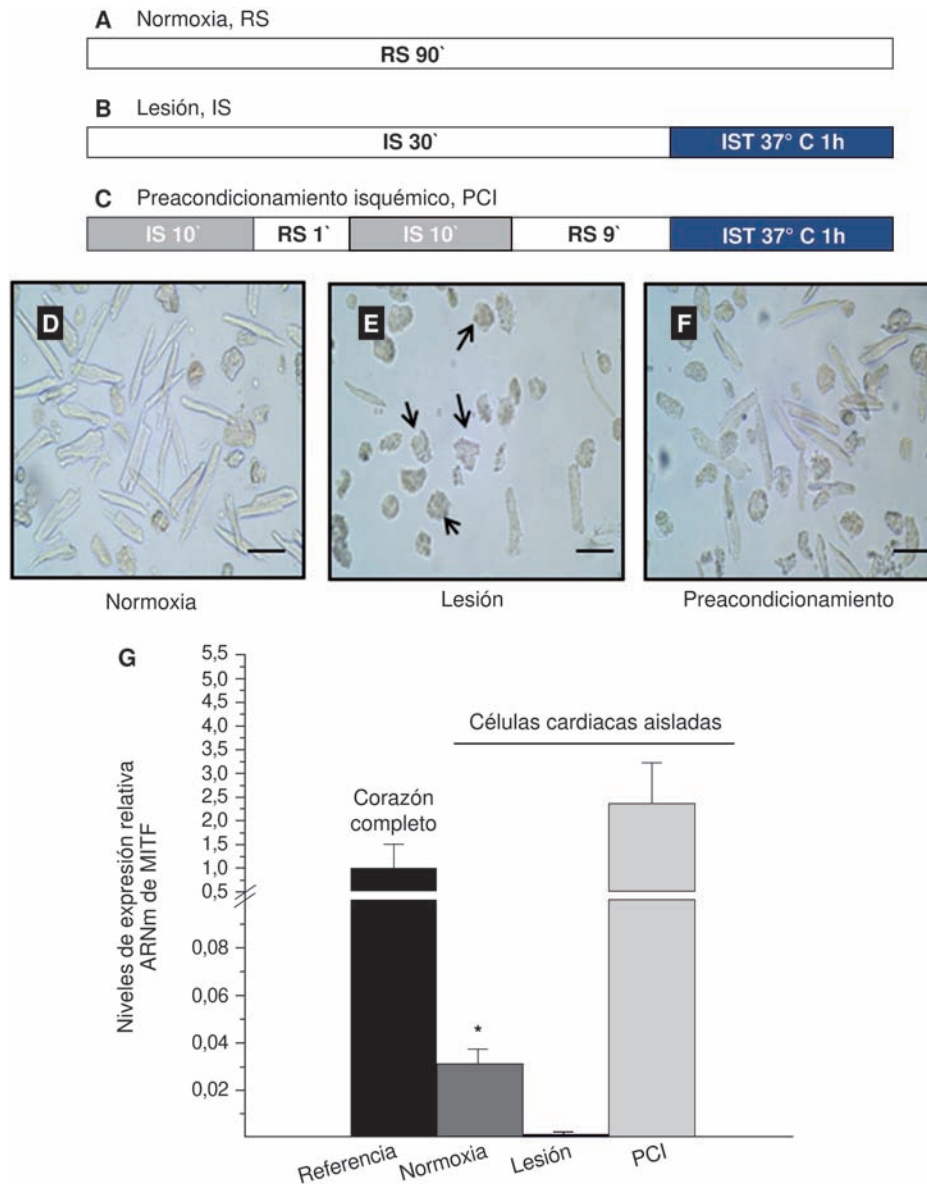 A Normoxia, RS
RS 90`
B Lesión, IS
IS 30`
IST 37° C 1h
C Preacondicionamiento isquémico, PCI
IS 10`
RS 1`
IS 10`
RS 9`
IST 37° C 1h
D
E
F
Normoxia
Lesión
Preacondicionamiento
G
Células cardiacas aisladas
Corazón
completo
Niveles de expresión relativa
ARNm de MITF
5,5
5,0
4,5
4,0
3,5
3,0
2,5
2,0
1,5
1,0
0,5
0,08
0,06
0,04
0,02
*
Referencia
Normoxia
Lesión
PCI